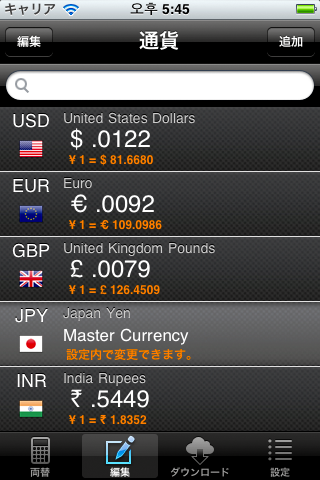 キャリア 오후 5:45
編集 通貨 追加
USD United States Dollars
$ .0122
¥ 1 = $ 81.6680
EUR Euro
€ .0092
¥ 1 = € 109.0986
GBP United Kingdom Pounds
£ .0079
¥ 1 = £ 126.4509
JPY Japan Yen
Master Currency
設定内で変更できます。
INR India Rupees
₹ .5449
¥ 1 = ₹ 1.8352
両替 編集 ダウンロード 設定